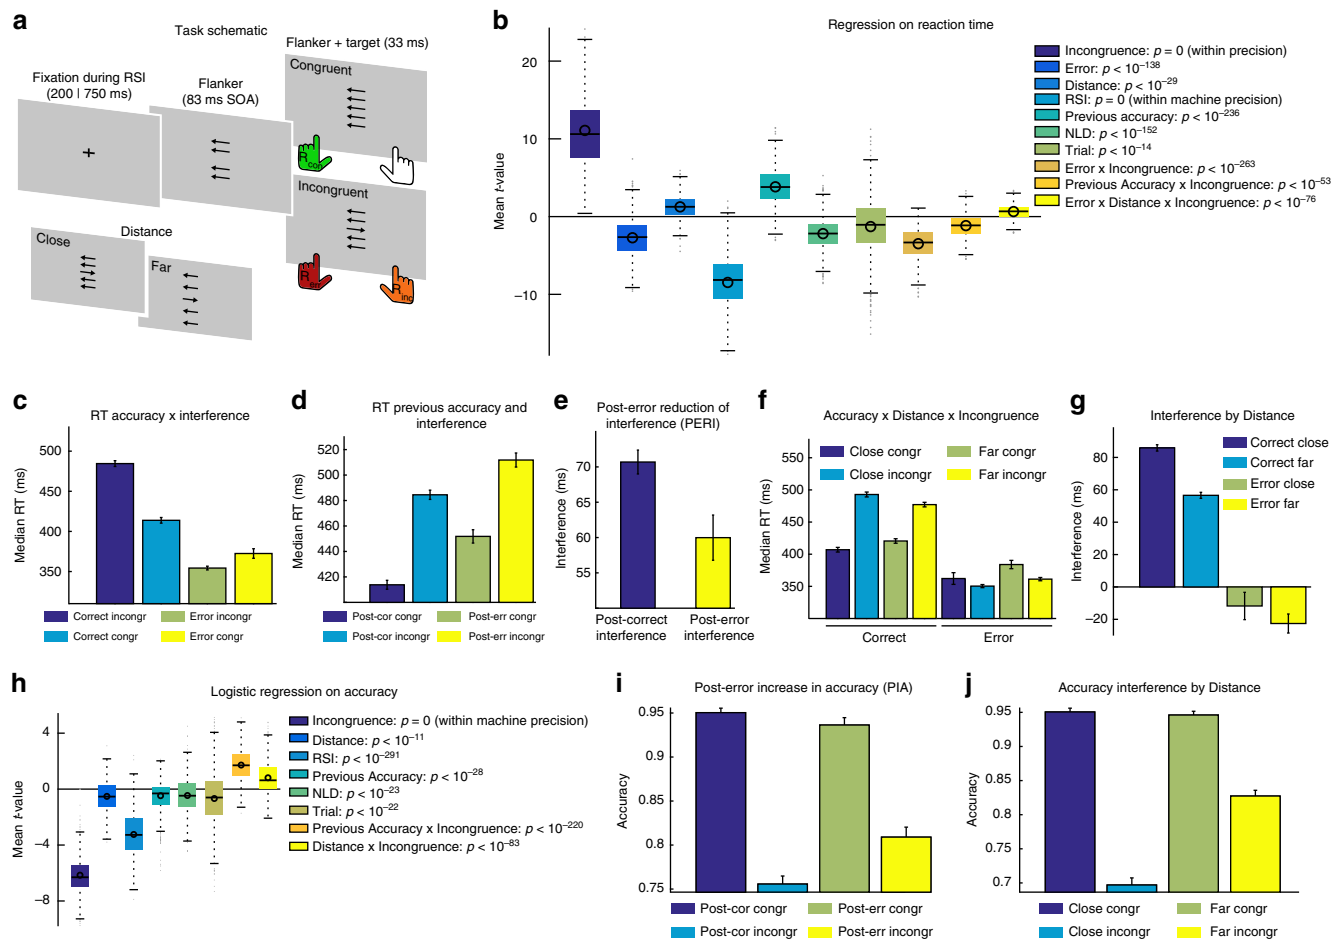 a
Task schematic
Fixation during RSI
(200 | 750 ms)
Flanker
(83 ms SOA)
Flanker + target (33 ms)
Congruent
R con
Incongruent
R err
R inc
Distance
Close
Far
b
Regression on reaction time
Mean t-value
20
10
0
−10
Incongruence: p = 0 (within precision)
Error: p < 10−138
Distance: p < 10−29
RSI: p = 0 (within machine precision)
Previous accuracy: p < 10−236
NLD: p < 10−152
Trial: p < 10−14
Error x Incongruence: p < 10−263
Previous Accuracy x Incongruence: p < 10−53
Error x Distance x Incongruence: p < 10−76
c
RT accuracy x interference
Median RT (ms)
500
450
400
350
Correct incongr
Error incongr
Correct congr
Error congr
d
RT previous accuracy and
interference
Median RT (ms)
520
500
480
460
440
420
Post-cor congr
Post-err congr
Post-cor incongr
Post-err incongr
e
Post-error reduction of
interference (PERI)
Interference (ms)
70
65
60
55
Post-correct
interference
Post-error
interference
f
Accuracy x Distance x Incongruence
Median RT (ms)
550
500
450
400
350
Close congr
Far congr
Close incongr
Far incongr
Correct
Error
g
Interference by Distance
Interference (ms)
80
60
40
20
0
−20
Correct close
Correct far
Error close
Error far
h
Logistic regression on accuracy
Mean t-value
4
0
−4
−8
Incongruence: p = 0 (within machine precision)
Distance: p < 10−11
RSI: p < 10−291
Previous Accuracy: p < 10−28
NLD: p < 10−23
Trial: p < 10−22
Previous Accuracy x Incongruence: p < 10−220
Distance x Incongruence: p < 10−83
i
Post-error increase in accuracy (PIA)
Accuracy
0.95
0.9
0.85
0.8
0.75
Post-cor congr
Post-err congr
Post-cor incongr
Post-err incongr
j
Accuracy interference by Distance
Accuracy
0.95
0.9
0.85
0.8
0.75
0.7
Close congr
Far congr
Close incongr
Far incongr